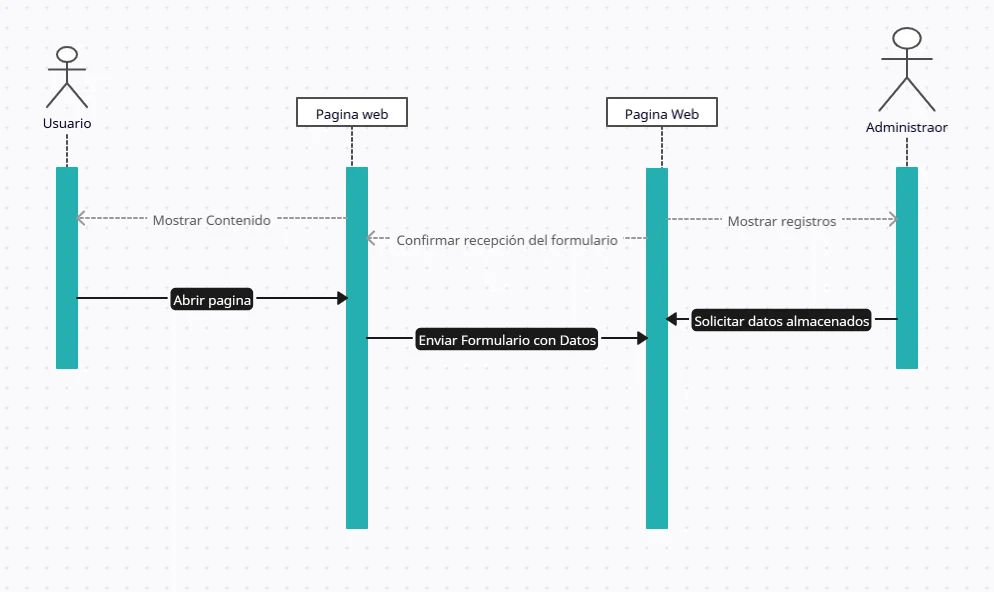 Usuario
Pagina web
Pagina Web
Administraor
Mostrar Contenido
Mostrar registros
Confirmar recepción del formulario
Abrir pagina
Solicitar datos almacenados
Enviar Formulario con Datos